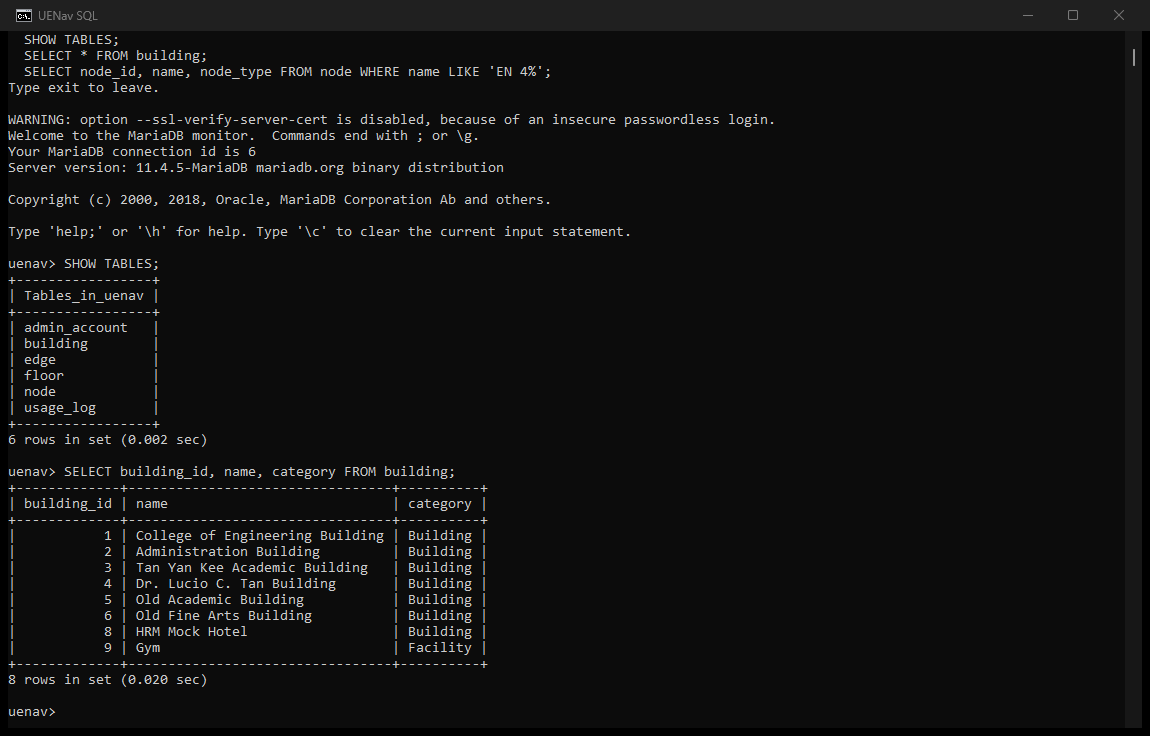 UENav SQL
  SHOW TABLES;
  SELECT * FROM building;
  SELECT node_id, name, node_type FROM node WHERE name LIKE 'EN 4%';
Type exit to leave.

WARNING: option --ssl-verify-server-cert is disabled, because of an insecure passwordless login.
Welcome to the MariaDB monitor.  Commands end with ; or \g.
Your MariaDB connection id is 6
Server version: 11.4.5-MariaDB mariadb.org binary distribution

Copyright (c) 2000, 2018, Oracle, MariaDB Corporation Ab and others.

Type 'help;' or '\h' for help. Type '\c' to clear the current input statement.

uenav> SHOW TABLES;
+-----------------+
| Tables_in_uenav |
+-----------------+
| admin_account   |
| building        |
| edge            |
| floor           |
| node            |
| usage_log       |
+-----------------+
6 rows in set (0.002 sec)

uenav> SELECT building_id, name, category FROM building;
+-------------+---------------------------------+----------+
| building_id | name                            | category |
+-------------+---------------------------------+----------+
|           1 | College of Engineering Building | Building |
|           2 | Administration Building         | Building |
|           3 | Tan Yan Kee Academic Building   | Building |
|           4 | Dr. Lucio C. Tan Building       | Building |
|           5 | Old Academic Building           | Building |
|           6 | Old Fine Arts Building          | Building |
|           8 | HRM Mock Hotel                  | Building |
|           9 | Gym                             | Facility |
+-------------+---------------------------------+----------+
8 rows in set (0.020 sec)

uenav>